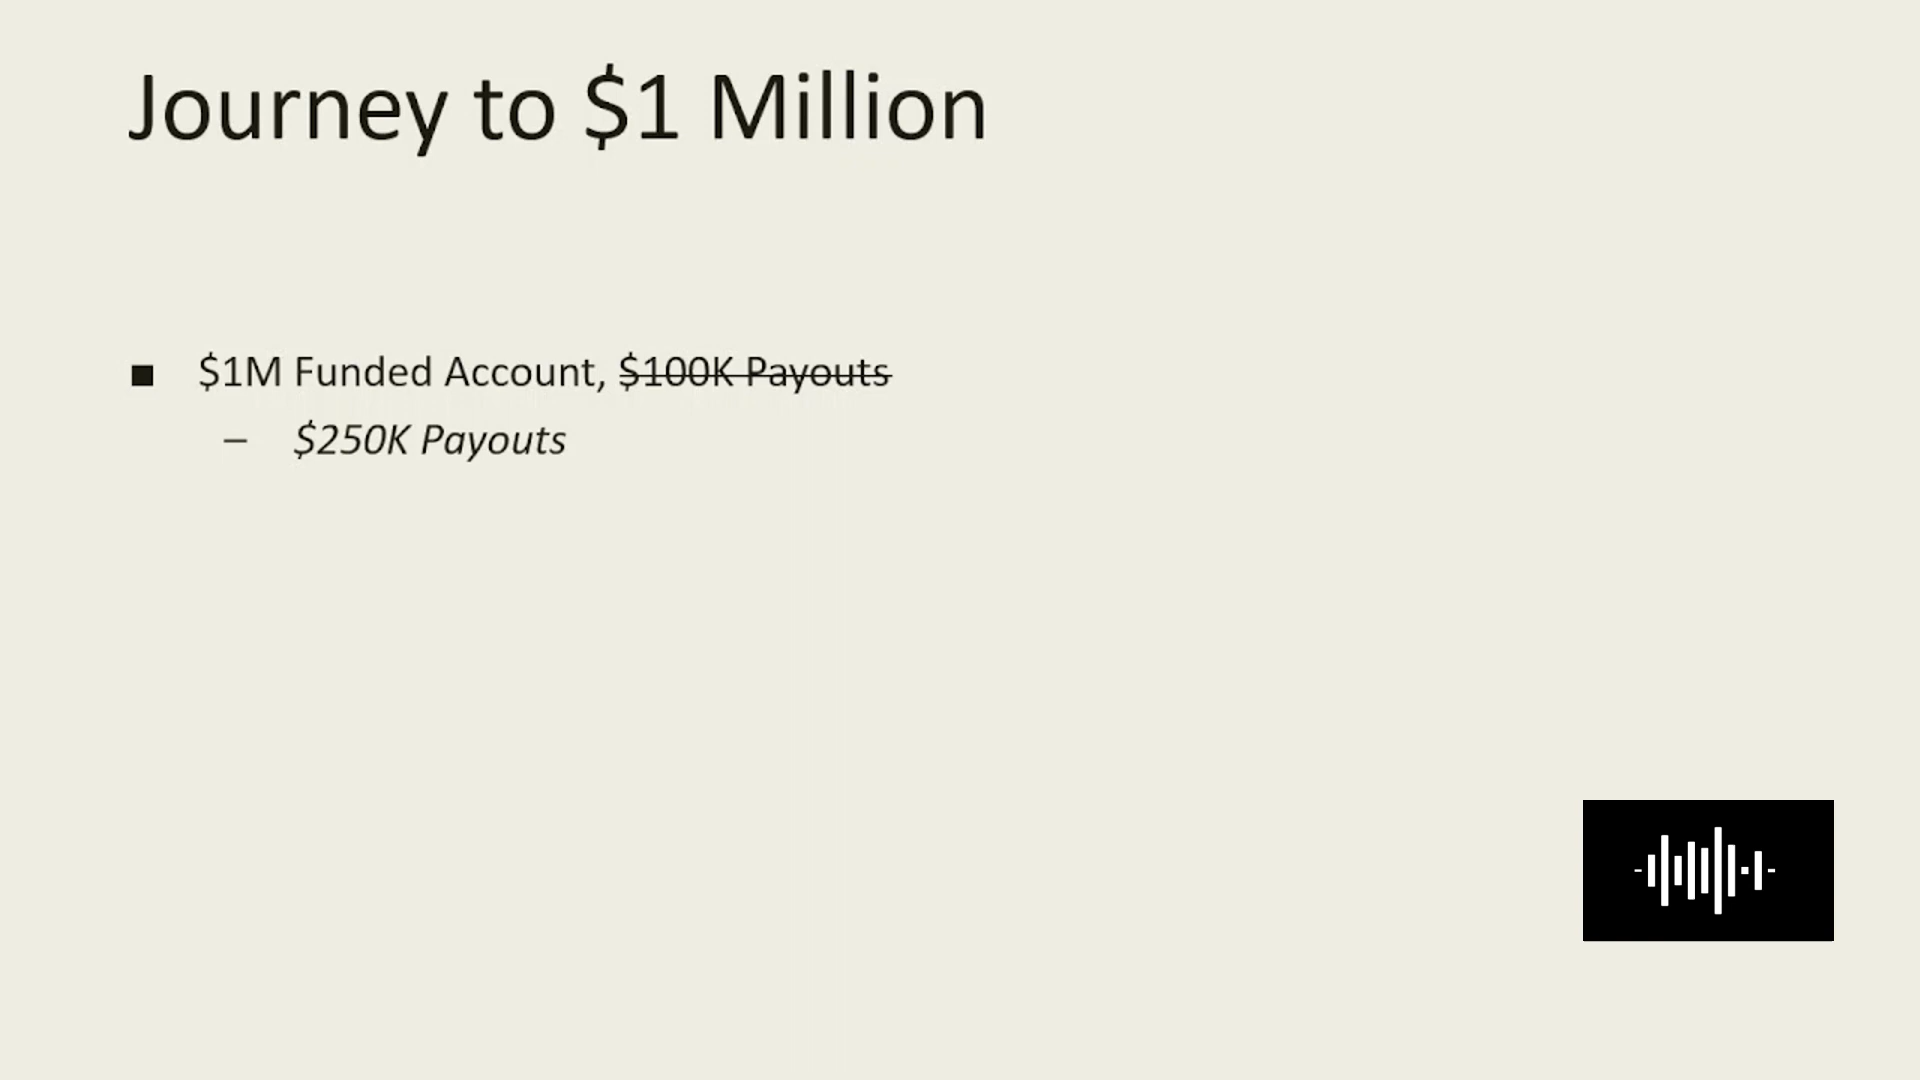 Journey to $1 Million
■ $1M Funded Account, $100K Payouts
– $250K Payouts